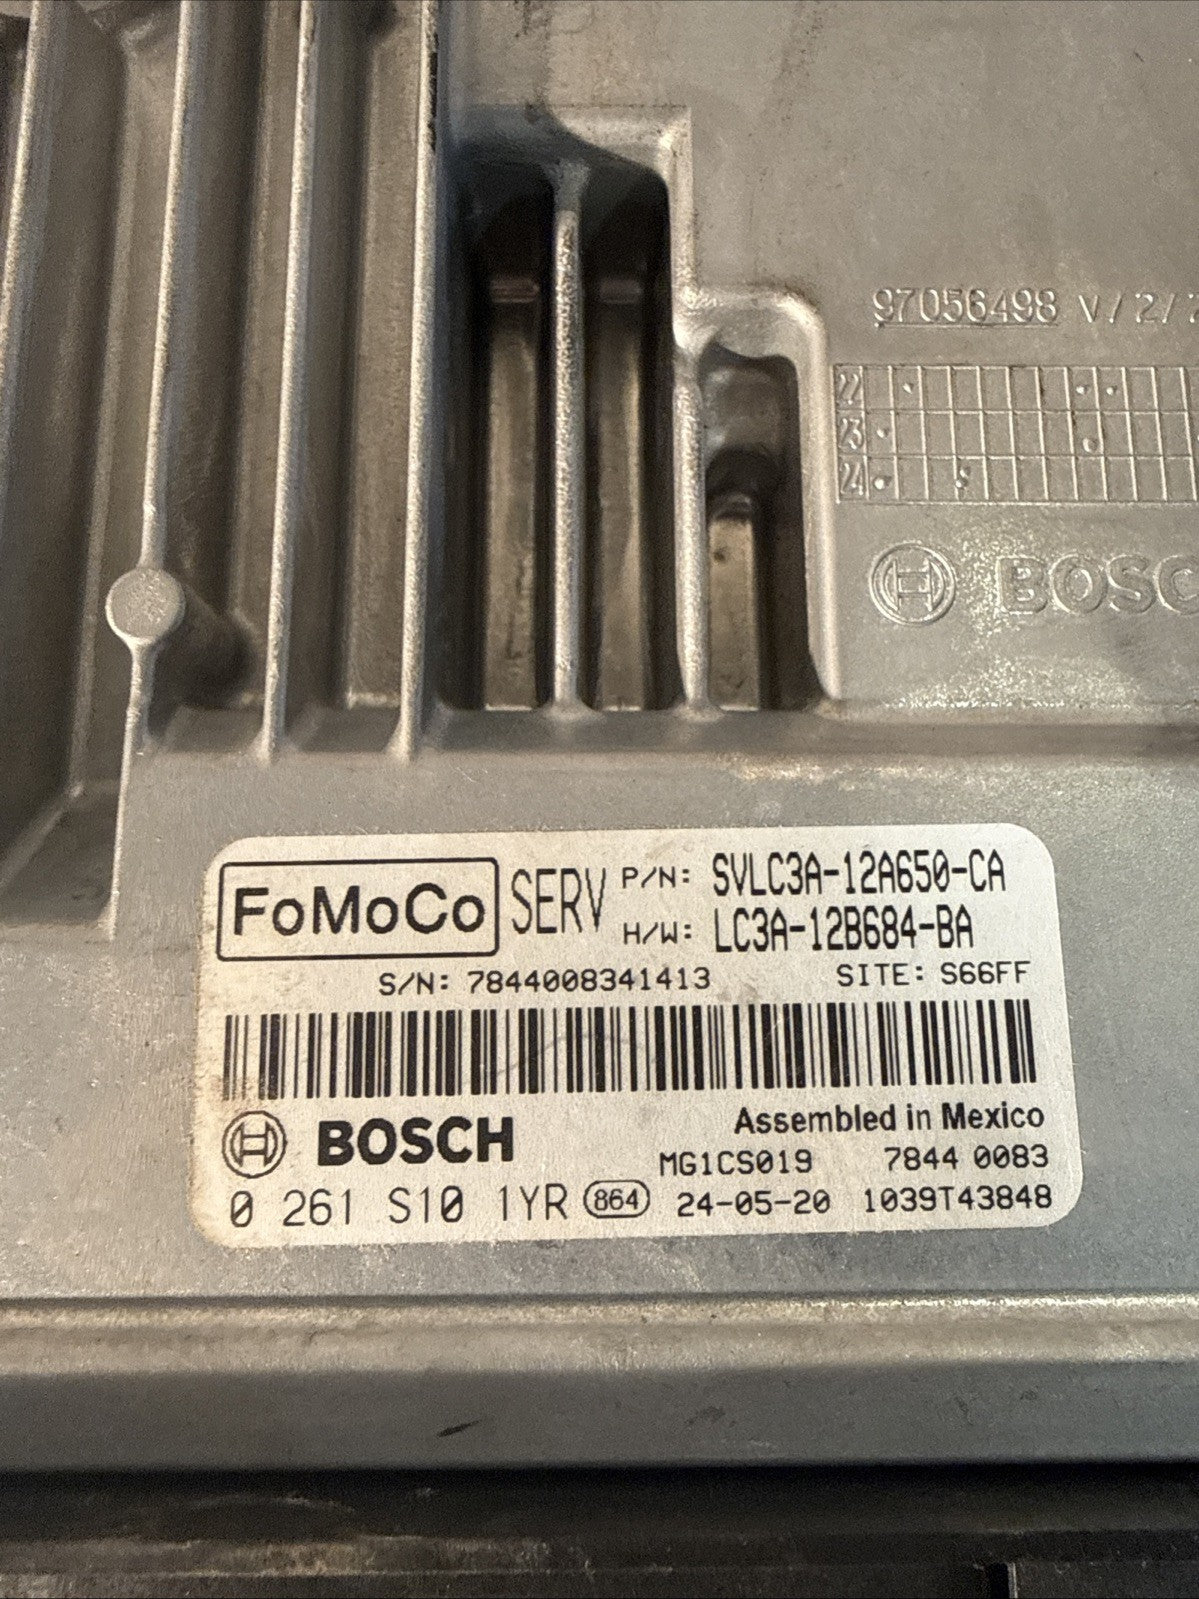 97056498 V/2/
22
23
24
BOSC
FoMoCo SERV P/N: SVLC3A-12A650-CA
H/W: LC3A-12B684-BA
S/N: 7844008341413 SITE: S66FF
Assembled in Mexico
BOSCH
MG1CS019 7844 0083
0 261 S10 1YR 864 24-05-20 1039T43848